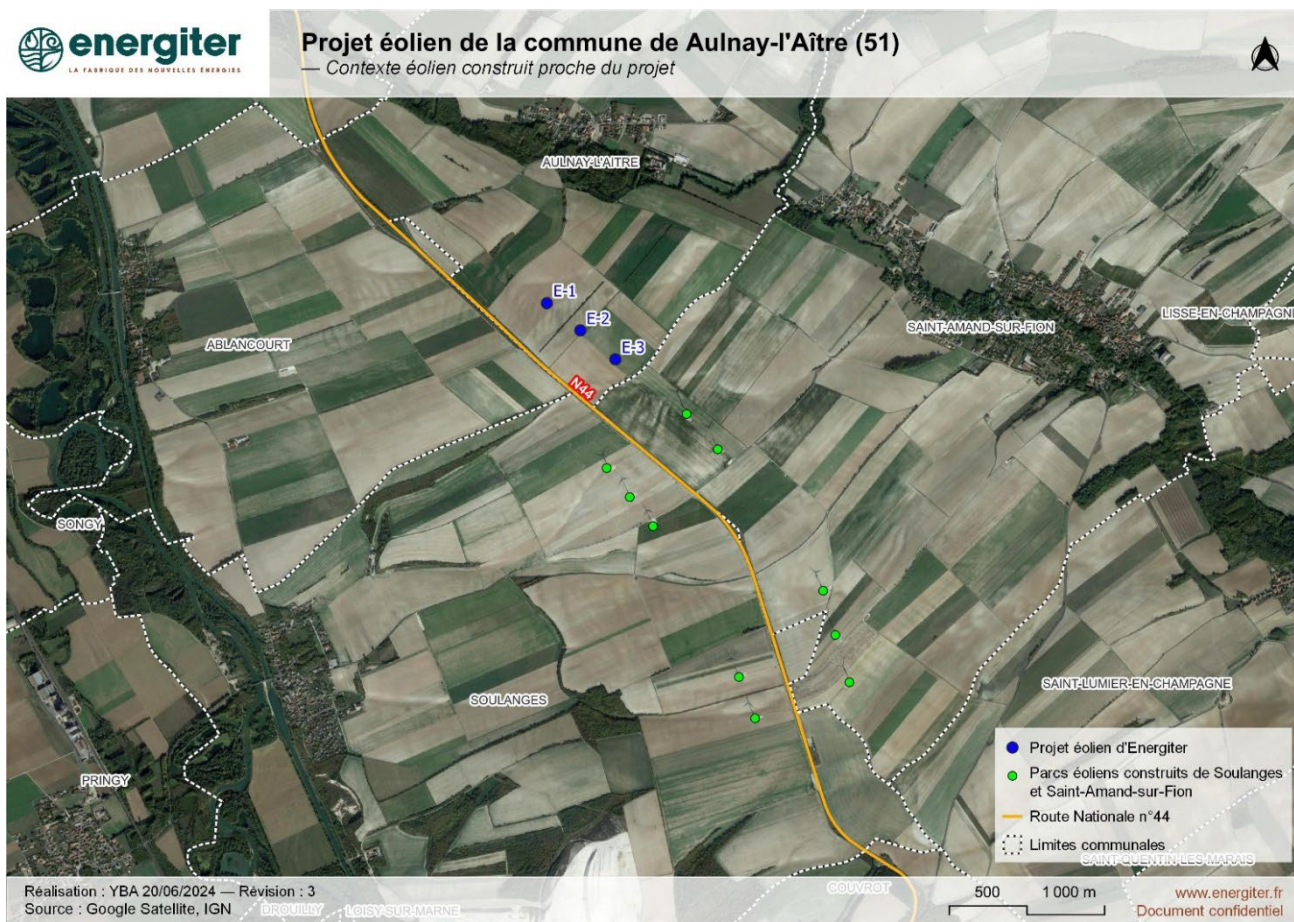 energiter
LA FABRIQUE DES NOUVELLES ÉNERGIES
Projet éolien de la commune de Aulnay-l'Aître (51)
— Contexte éolien construit proche du projet
AULNAY-L'AITRE
E-1
E-2
E-3
ABLANCOURT
SAINT-AMAND-SUR-FION
LISSE-EN-CHAMPAGNE
N44
SONGY
SOULANGES
SAINT-LUMIER-EN-CHAMPAGNE
PRINGY
Projet éolien d'Energiter
Parcs éoliens construits de Soulanges
et Saint-Amand-sur-Fion
Route Nationale n°44
Limites communales
SAINT-QUENTIN-LES-MARAIS
COUVROT
DROUILLY
LOISY-SUR-MARNE
Réalisation : YBA 20/06/2024 — Révision : 3
Source : Google Satellite, IGN
500 1 000 m
www.energiter.fr
Document confidentiel